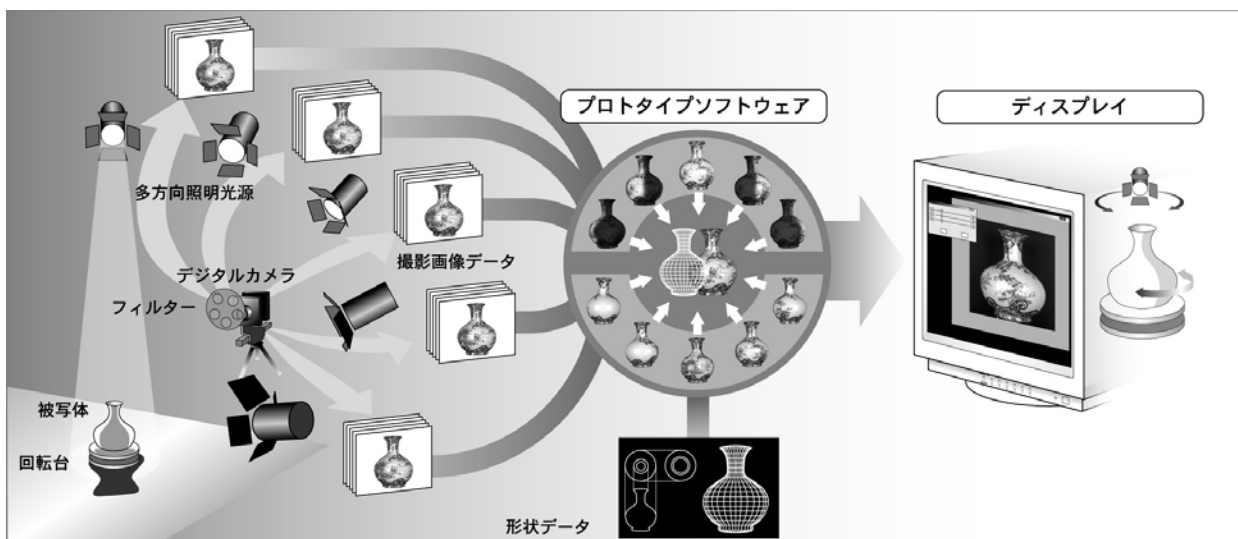 プロトタイプソフトウェア
ディスプレイ
多方向照明光源
撮影画像データ
デジタルカメラ
フィルター
被写体
回転台
形状データ